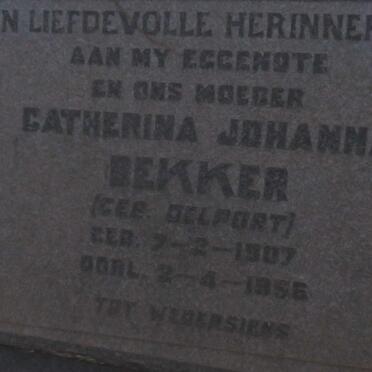 N LIEFDEVOLLE HERINNER
AAN MY EGGENOTE
EN ONS MOEDER
CATHERINA JOHANNA
BEKKER
(GEB. DELPORT)
GEB. 7-2-1907
OORL. 2-4-1956
TOT WEDERSIENS